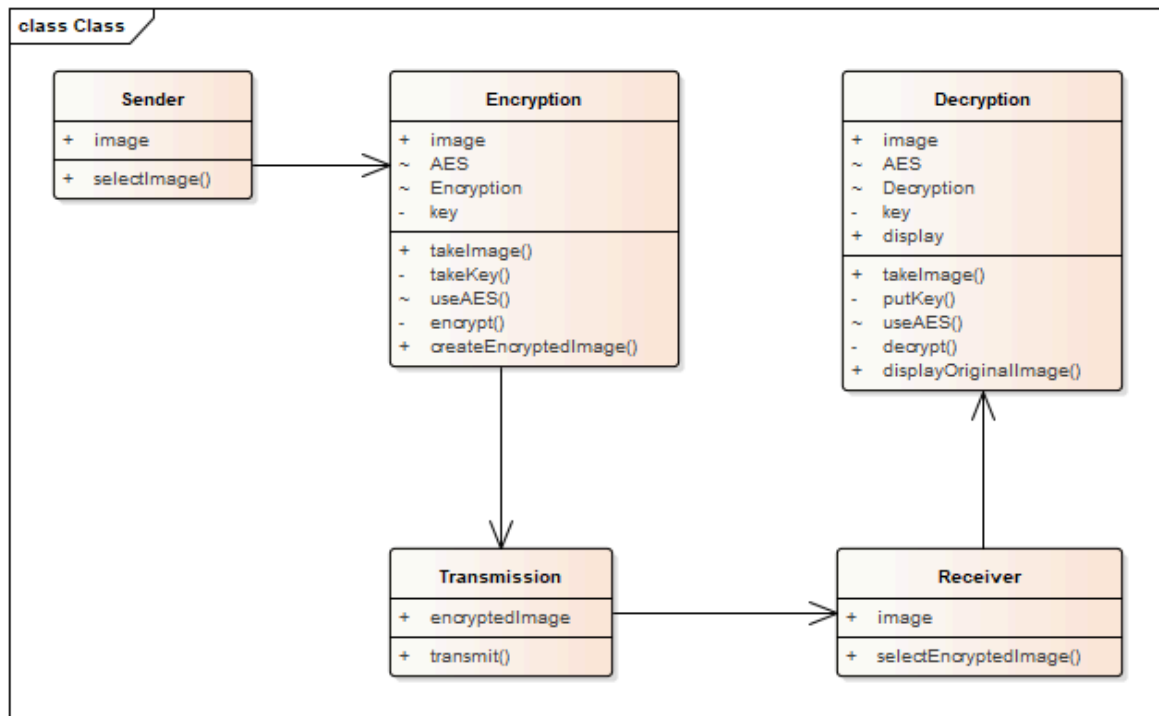 class Class
Sender
+ image
+ selectImage()
Encryption
+ image
~ AES
~ Encryption
- key
+ takeImage()
- takeKey()
~ useAES()
- encrypt()
+ createEncryptedImage()
Decryption
+ image
~ AES
~ Decryption
- key
+ display
+ takeImage()
- putKey()
~ useAES()
- decrypt()
+ displayOriginalImage()
Transmission
+ encryptedImage
+ transmit()
Receiver
+ image
+ selectEncryptedImage()